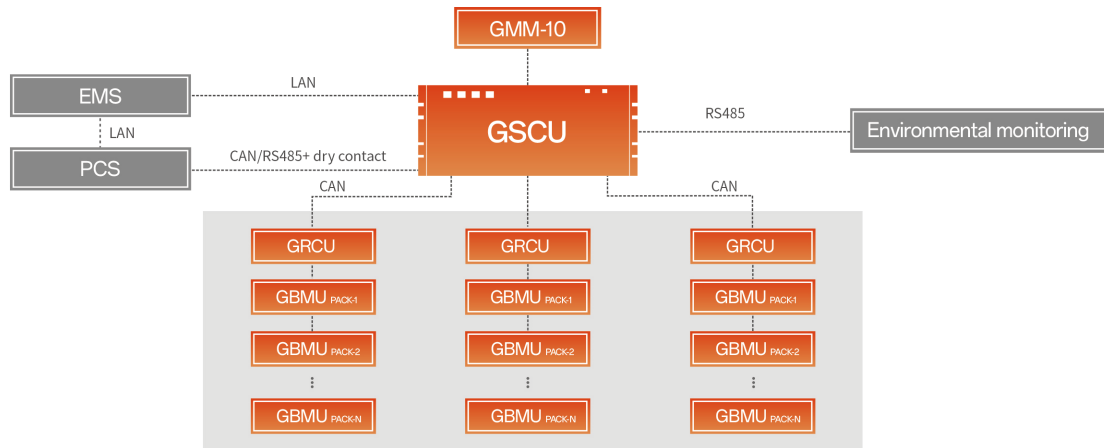 GMM-10
LAN
EMS
GSCU
RS485
Environmental monitoring
LAN
PCS
CAN/RS485+ dry contact
CAN
CAN
GRCU
GRCU
GRCU
GBMU PACK-1
GBMU PACK-1
GBMU PACK-1
GBMU PACK-2
GBMU PACK-2
GBMU PACK-2
GBMU PACK-N
GBMU PACK-N
GBMU PACK-N